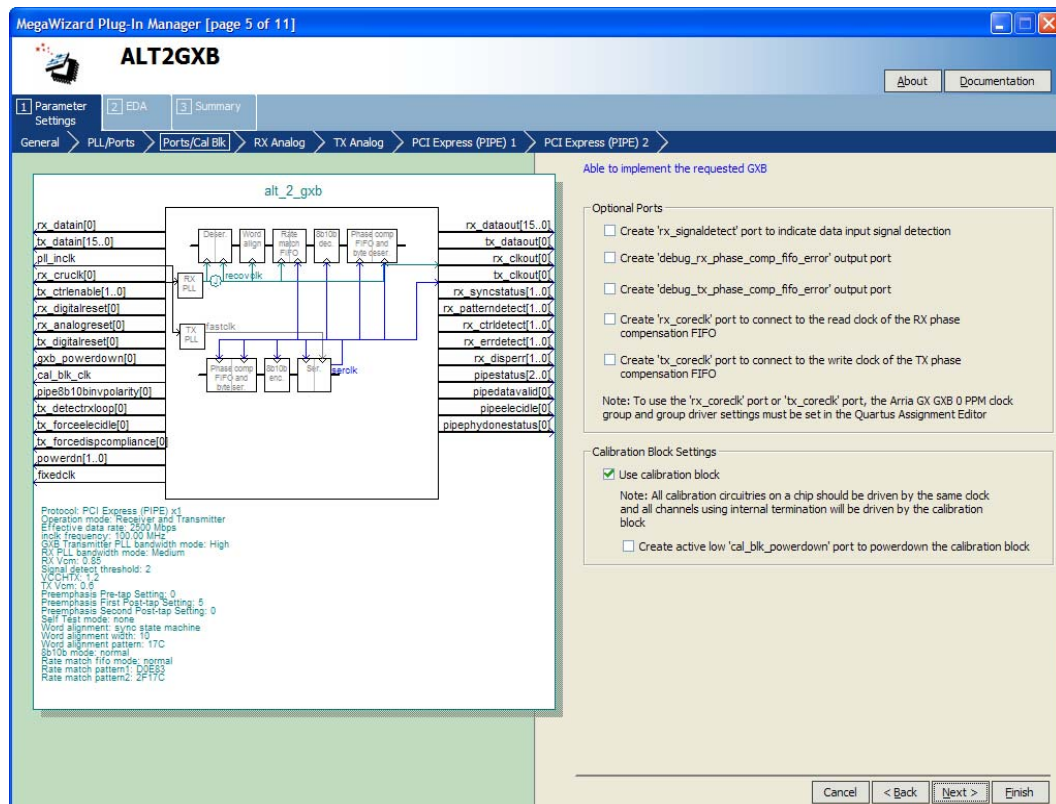 MegaWizard Plug-In Manager [page 5 of 11]
ALT2GXB
About
Documentation
1 Parameter Settings
2 EDA
3 Summary
General
PLL/Ports
Ports/Cal Blk
RX Analog
TX Analog
PCI Express (PIPE) 1
PCI Express (PIPE) 2
alt_2_gxb
rx_datain[0]
tx_datain[15..0]
pll_inclk
rx_cruclk[0]
tx_ctrlenable[1..0]
rx_digitalreset[0]
rx_analogreset[0]
tx_digitalreset[0]
gxb_powerdown[0]
cal_blk_clk
pipe8b10binvpolarity[0]
tx_detectrxloop[0]
tx_forceelecidle[0]
tx_forcedispcompliance[0]
powerdn[1..0]
fixedclk
Deser.
Word
align
Rate
match
FIFO
8b10b
dec.
Phase comp
FIFO and
byte deser.
RX
PLL
2
recovclk
TX
PLL
fastclk
Phase comp
FIFO and
byte ser.
8b10b
enc.
Ser.
serclk
rx_dataout[15..0]
tx_dataout[0]
rx_clkout[0]
tx_clkout[0]
rx_syncstatus[1..0]
rx_patterndetect[1..0]
rx_ctrldetect[1..0]
rx_errdetect[1..0]
rx_disperr[1..0]
pipestatus[2..0]
pipedatavalid[0]
pipeelecidle[0]
pipephydonestatus[0]
Protocol: PCI Express (PIPE) x1
Operation mode: Receiver and Transmitter
Effective data rate: 2500 Mbps
inclk frequency: 100.00 MHz
GXB Transmitter PLL bandwidth mode: High
RX PLL bandwidth mode: Medium
RX Vcm: 0.85
Signal detect threshold: 2
VCCHTX: 1.2
TX Vcm: 0.6
Preemphasis Pre-tap Setting: 0
Preemphasis First Post-tap Setting: 5
Preemphasis Second Post-tap Setting: 0
Self Test mode: none
Word alignment: sync state machine
Word alignment width: 10
Word alignment pattern: 17C
8b10b mode: normal
Rate match fifo mode: normal
Rate match pattern1: D0E83
Rate match pattern2: 2F17C
Able to implement the requested GXB
Optional Ports
Create 'rx_signaldetect' port to indicate data input signal detection
Create 'debug_rx_phase_comp_fifo_error' output port
Create 'debug_tx_phase_comp_fifo_error' output port
Create 'rx_coreclk' port to connect to the read clock of the RX phase
compensation FIFO
Create 'tx_coreclk' port to connect to the write clock of the TX phase
compensation FIFO
Note: To use the 'rx_coreclk' port or 'tx_coreclk' port, the Arria GX GXB 0 PPM clock
group and group driver settings must be set in the Quartus Assignment Editor
Calibration Block Settings
Use calibration block
Note: All calibration circuitries on a chip should be driven by the same clock
and all channels using internal termination will be driven by the calibration
block
Create active low 'cal_blk_powerdown' port to powerdown the calibration block
Cancel
< Back
Next >
Finish